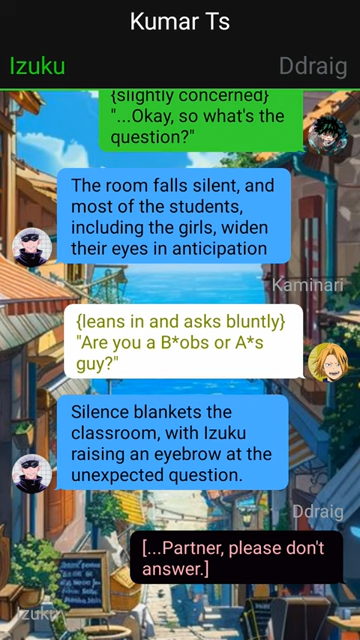 Kumar Ts
Izuku
Ddraig
{slightly concerned}
"...Okay, so what's the
question?"
The room falls silent, and
most of the students,
including the girls, widen
their eyes in anticipation
Kaminari
{leans in and asks bluntly}
"Are you a B*obs or A*s
guy?"
Silence blankets the
classroom, with Izuku
raising an eyebrow at the
unexpected question.
Ddraig
[...Partner, please don't
answer.]
Izuku